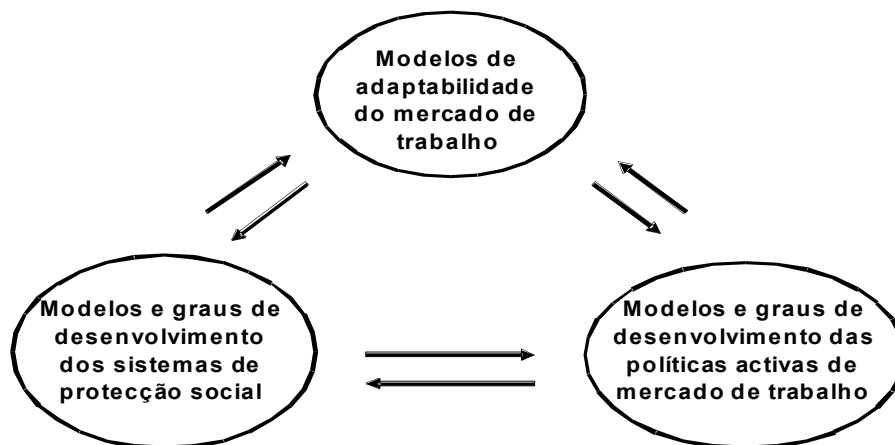 Modelos de
adaptabilidade
do mercado de
trabalho
Modelos e graus de
desenvolvimento
dos sistemas de
protecção social
Modelos e graus de
desenvolvimento das
políticas activas de
mercado de trabalho